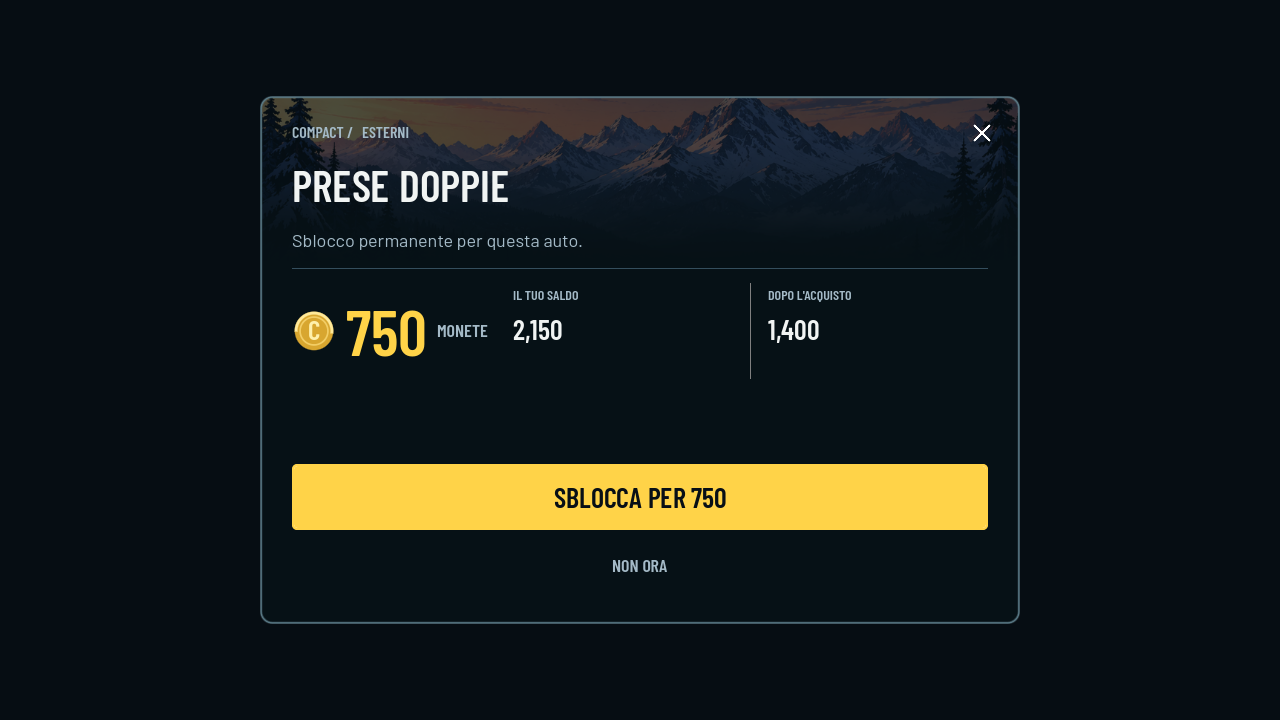 COMPACT / ESTERNI
PRESE DOPPIE
Sblocco permanente per questa auto.
C 750 MONETE
IL TUO SALDO
2,150
DOPO L'ACQUISTO
1,400
SBLOCCA PER 750
NON ORA